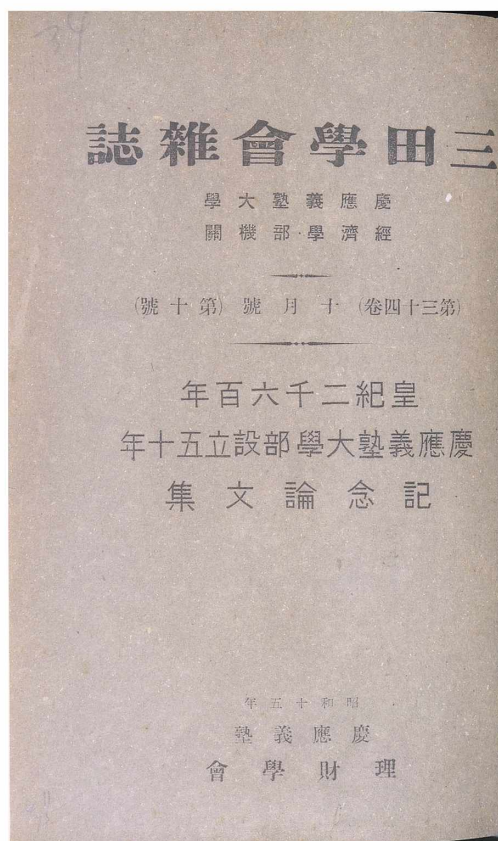 三田學會雜誌
慶應義塾大學
經濟學部機關
(第三十四卷) 十月號 (第十號)
皇紀二千六百年
慶應義塾大學部設立五十年
記念論文集
昭和十五年
慶應義塾
理財學會